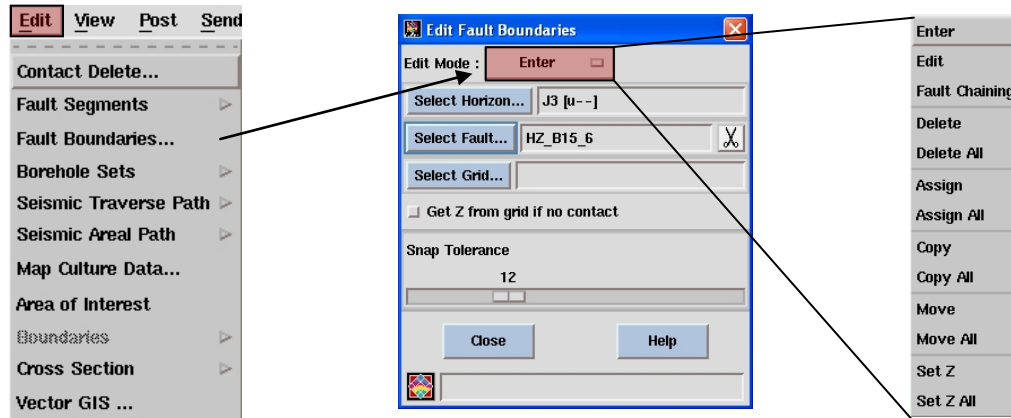 Edit View Post Send
Contact Delete...
Fault Segments
Fault Boundaries...
Borehole Sets
Seismic Traverse Path
Seismic Areal Path
Map Culture Data...
Area of Interest
Boundaries
Cross Section
Vector GIS ...
Edit Fault Boundaries
Edit Mode : Enter
Select Horizon... J3 [u--]
Select Fault... HZ_B15_6
Select Grid...
Get Z from grid if no contact
Snap Tolerance
12
Close Help
Enter
Edit
Fault Chaining
Delete
Delete All
Assign
Assign All
Copy
Copy All
Move
Move All
Set Z
Set Z All